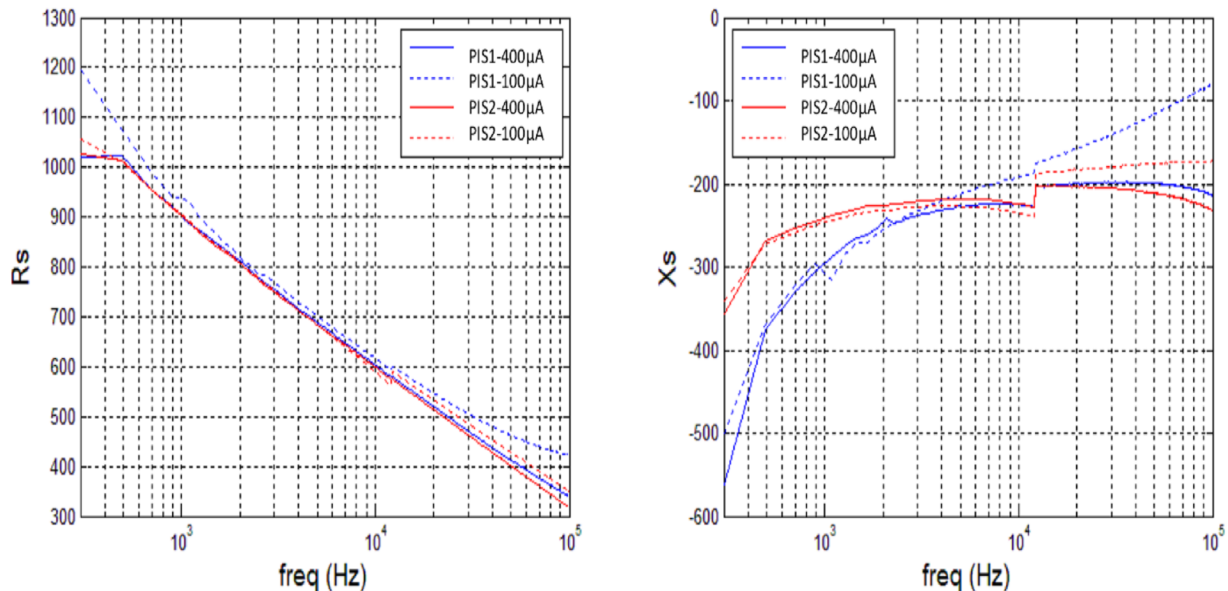 1300
1200
1100
1000
900
800
700
600
500
400
300
Rs
10^3
10^4
10^5
freq (Hz)
PIS1-400µA
PIS1-100µA
PIS2-400µA
PIS2-100µA
0
-100
-200
-300
-400
-500
-600
Xs
10^3
10^4
10^5
freq (Hz)
PIS1-400µA
PIS1-100µA
PIS2-400µA
PIS2-100µA